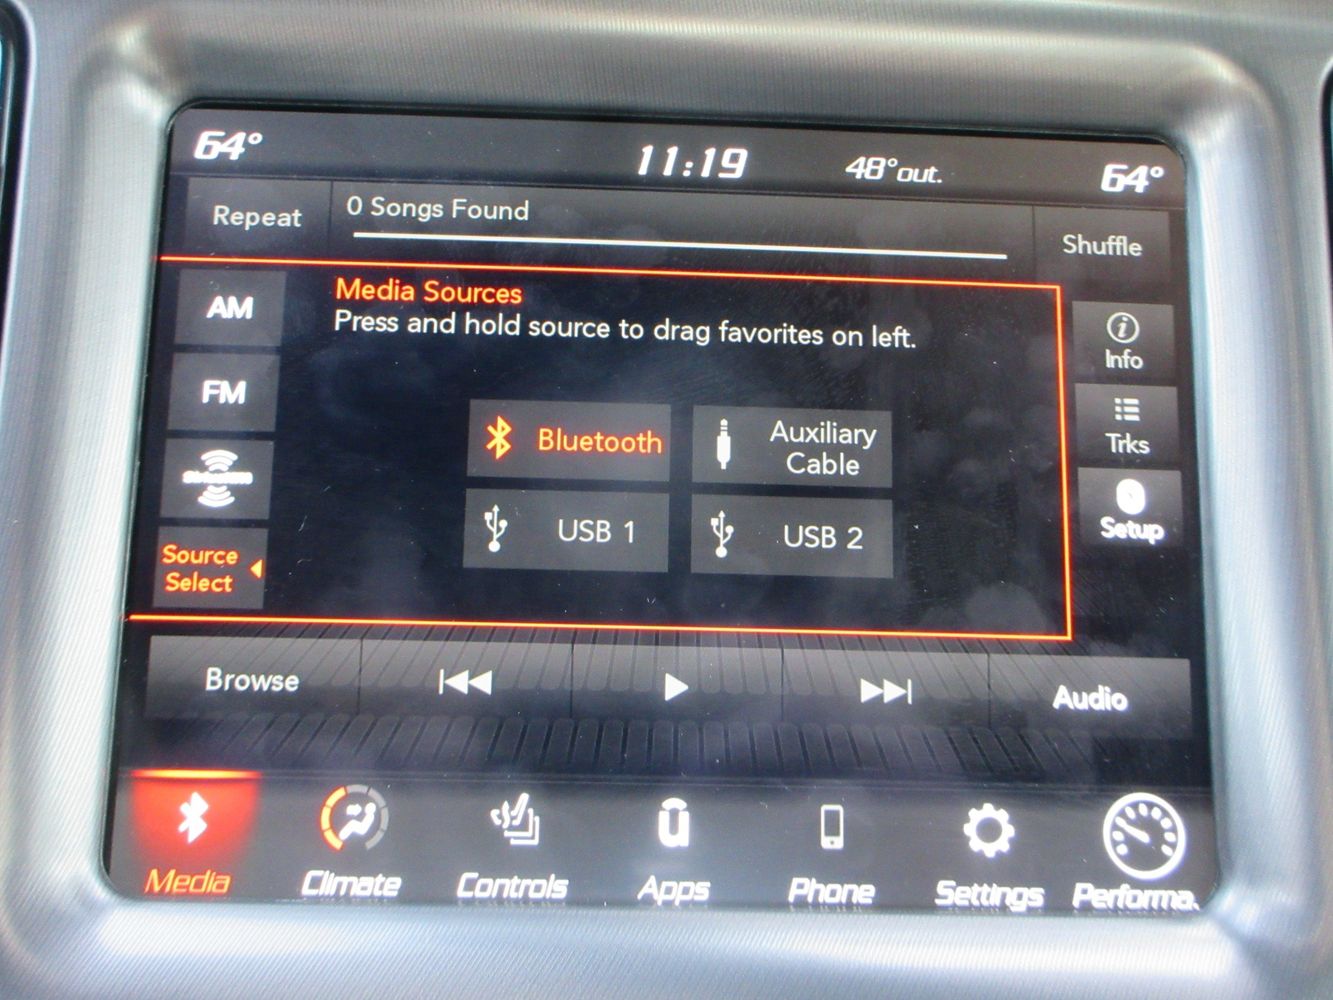 64°
11:19
48°out.
64°
Repeat
0 Songs Found
Shuffle
AM
FM
Source
Select
Media Sources
Press and hold source to drag favorites on left.
Bluetooth
Auxiliary
Cable
USB 1
USB 2
Info
Trks
Setup
Browse
Audio
Media
Climate
Controls
Apps
Phone
Settings
Performa.